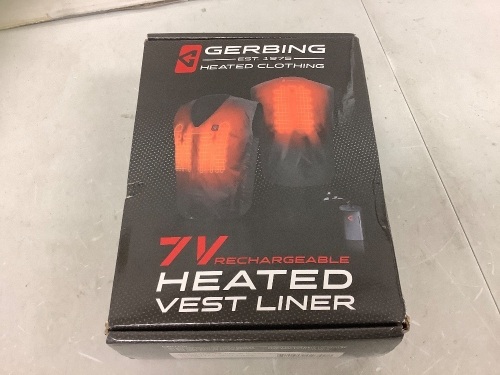 GERBING
EST. 1975
HEATED CLOTHING
7V RECHARGEABLE
HEATED
VEST LINER